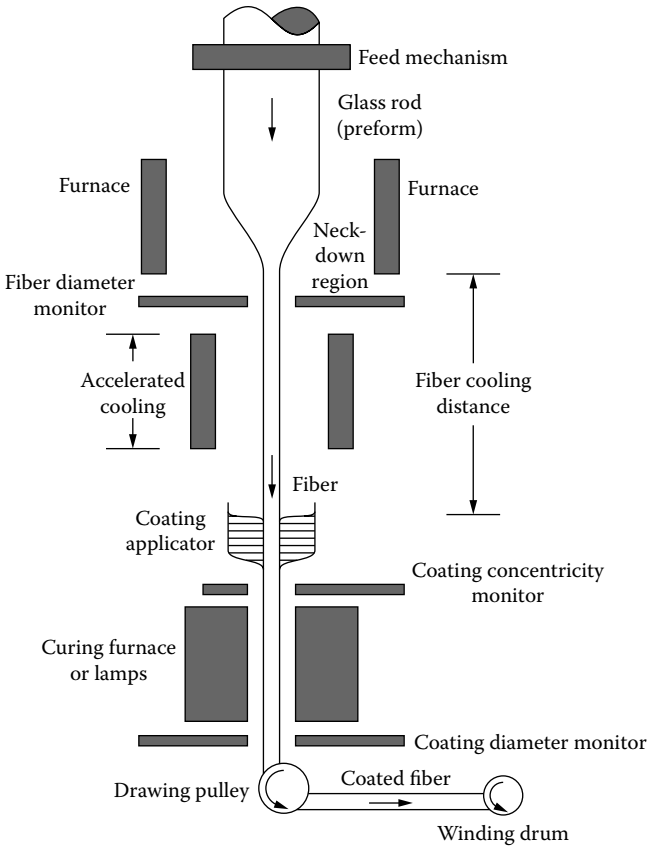 Feed mechanism
Glass rod
(preform)
Furnace
Furnace
Neck-
down
region
Fiber diameter
monitor
Accelerated
cooling
Fiber cooling
distance
Fiber
Coating
applicator
Coating concentricity
monitor
Curing furnace
or lamps
Coating diameter monitor
Drawing pulley
Coated fiber
Winding drum